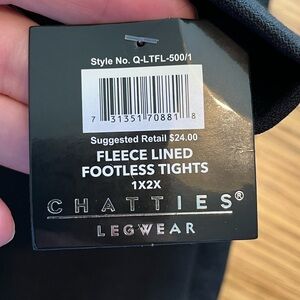 Style No. Q-LTFL-500/1
7 31351 70881 8
Suggested Retail $24.00
FLEECE LINED
FOOTLESS TIGHTS
1X2X
CHATTIES®
LEGWEAR